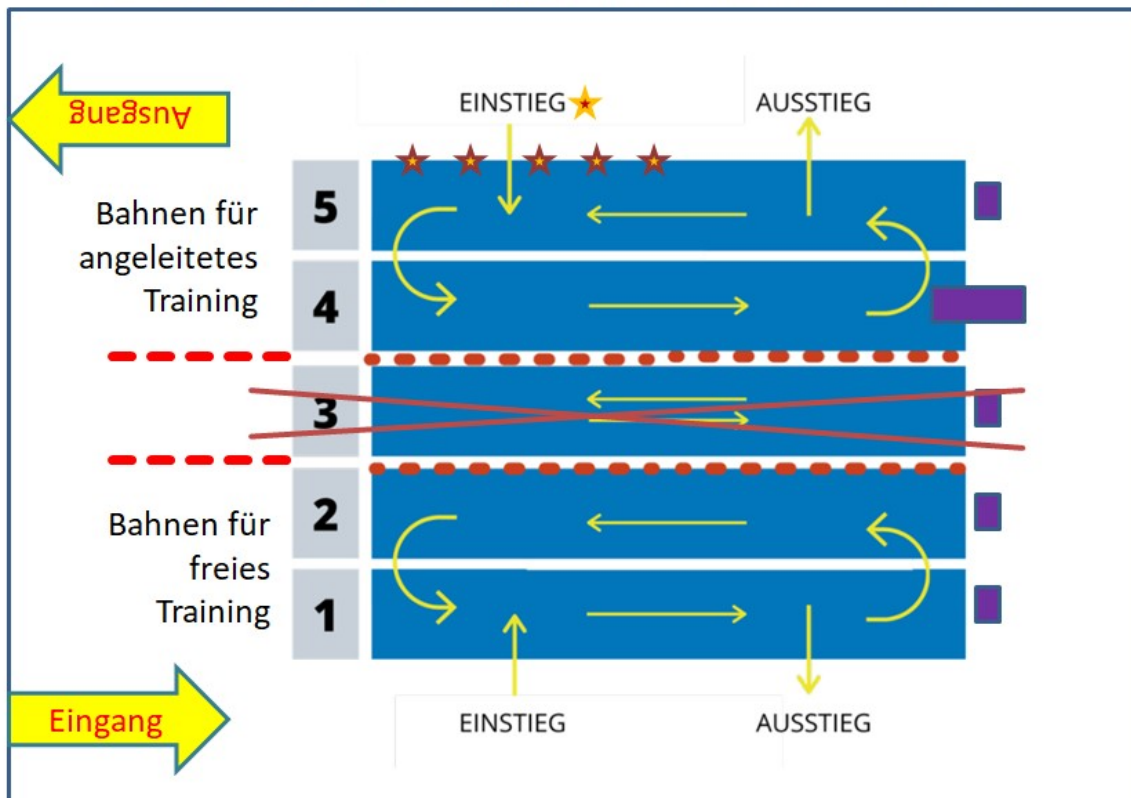 Ausgang
EINSTIEG
AUSSTIEG
5
Bahnen für
angeleitetes
Training
4
3
2
Bahnen für
freies
Training
1
Eingang
EINSTIEG
AUSSTIEG